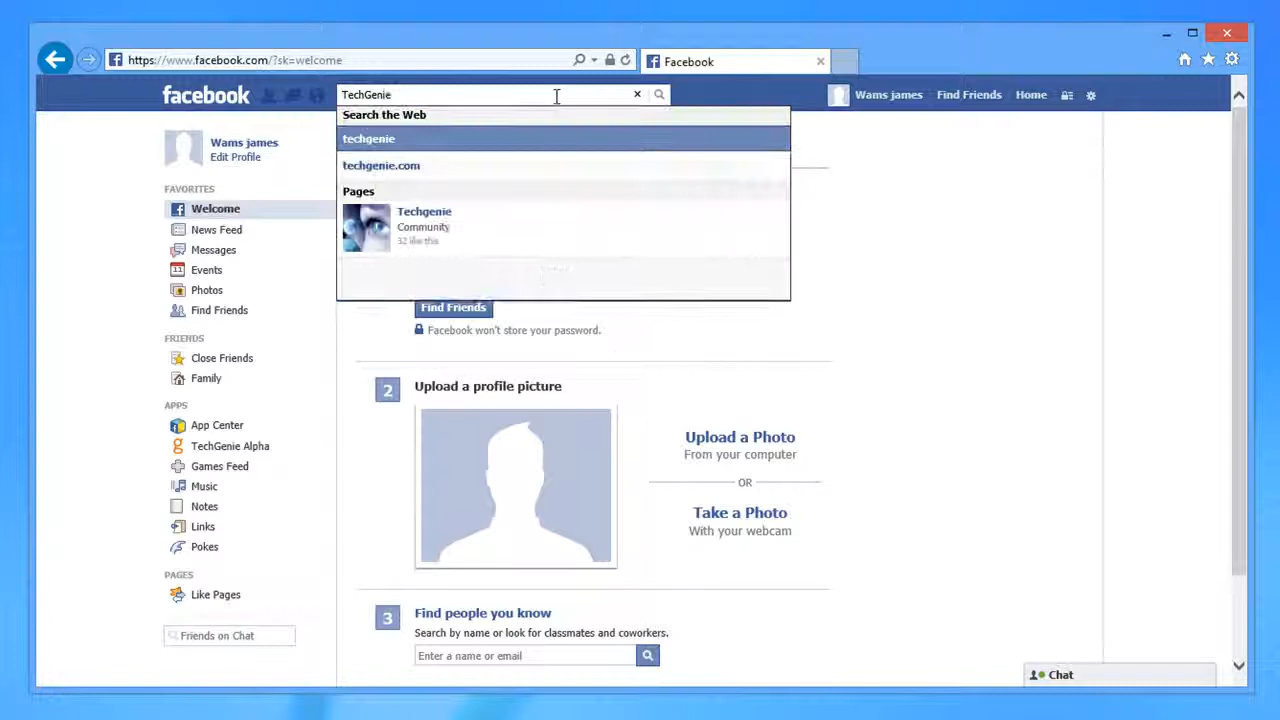 https://www.facebook.com/?sk=welcome
Facebook
facebook
TechGenie
Wams james
Find Friends
Home
Search the Web
techgenie
techgenie.com
Pages
Techgenie
Community
32 like this
Wams james
Edit Profile
FAVORITES
Welcome
News Feed
Messages
Events
Photos
Find Friends
FRIENDS
Close Friends
Family
APPS
App Center
TechGenie Alpha
Games Feed
Music
Notes
Links
Pokes
PAGES
Like Pages
Friends on Chat
Find Friends
Facebook won't store your password.
2
Upload a profile picture
Upload a Photo
From your computer
OR
Take a Photo
With your webcam
3
Find people you know
Search by name or look for classmates and coworkers.
Enter a name or email
Chat